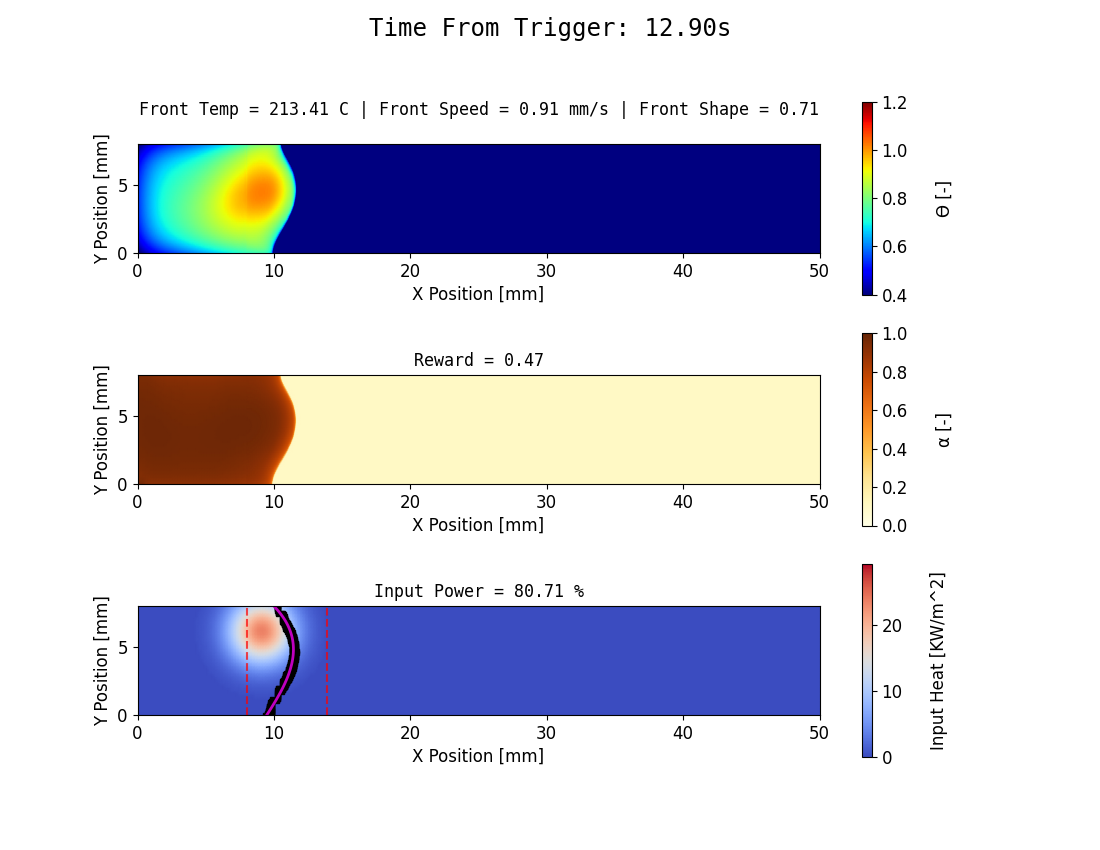 Time From Trigger: 12.90s
Front Temp = 213.41 C | Front Speed = 0.91 mm/s | Front Shape = 0.71
Y Position [mm]
5
0
0 10 20 30 40 50
X Position [mm]
1.2
1.0
0.8
0.6
0.4
Θ [-]
Reward = 0.47
Y Position [mm]
5
0
0 10 20 30 40 50
X Position [mm]
1.0
0.8
0.6
0.4
0.2
0.0
α [-]
Input Power = 80.71 %
Y Position [mm]
5
0
0 10 20 30 40 50
X Position [mm]
20
10
0
Input Heat [KW/m^2]